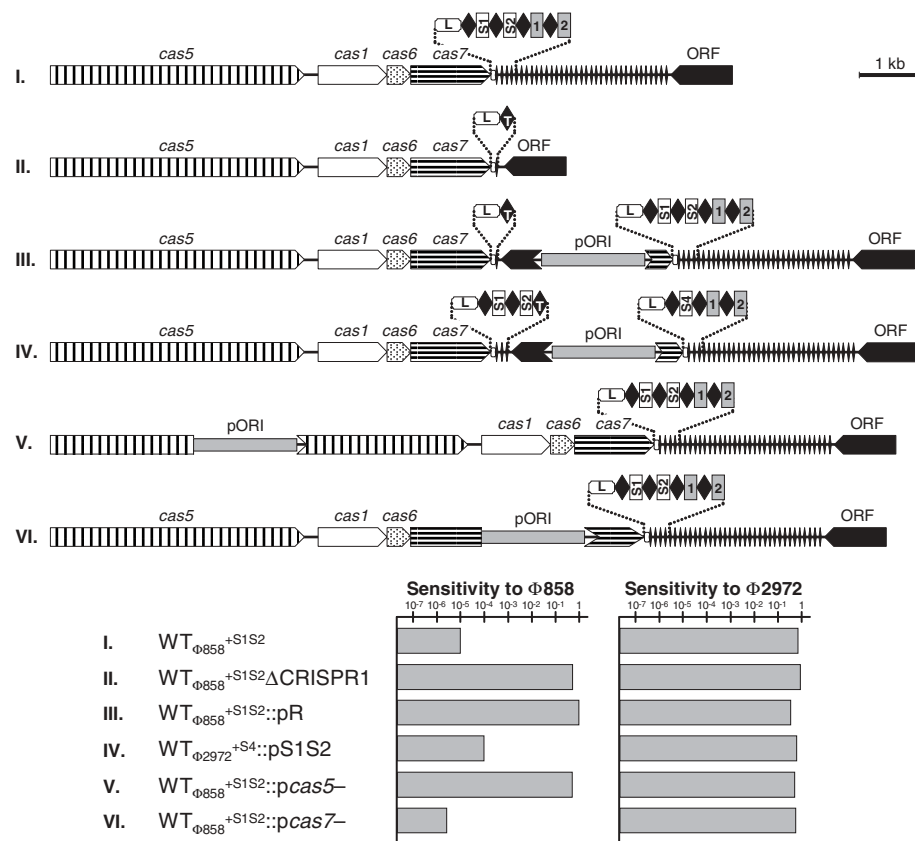 L S1 S2 1 2
cas5 cas1 cas6 cas7 ORF
I. 1 kb
L T
cas5 cas1 cas6 cas7 ORF
II.
L T L S1 S2 1 2
cas5 cas1 cas6 cas7 pORI ORF
III.
L S1 S2 T L S4 1 2
cas5 cas1 cas6 cas7 pORI ORF
IV.
L S1 S2 1 2
pORI cas5 cas1 cas6 cas7 ORF
V.
L S1 S2 1 2
cas5 cas1 cas6 pORI ORF
VI.
Sensitivity to Φ858 Sensitivity to Φ2972
10⁻⁷ 10⁻⁶ 10⁻⁵ 10⁻⁴ 10⁻³ 10⁻² 10⁻¹ 1 10⁻⁷ 10⁻⁶ 10⁻⁵ 10⁻⁴ 10⁻³ 10⁻² 10⁻¹ 1
I. WTΦ858+S1S2
II. WTΦ858+S1S2ΔCRISPR1
III. WTΦ858+S1S2::pR
IV. WTΦ2972+S4::pS1S2
V. WTΦ858+S1S2::pcas5–
VI. WTΦ858+S1S2::pcas7–